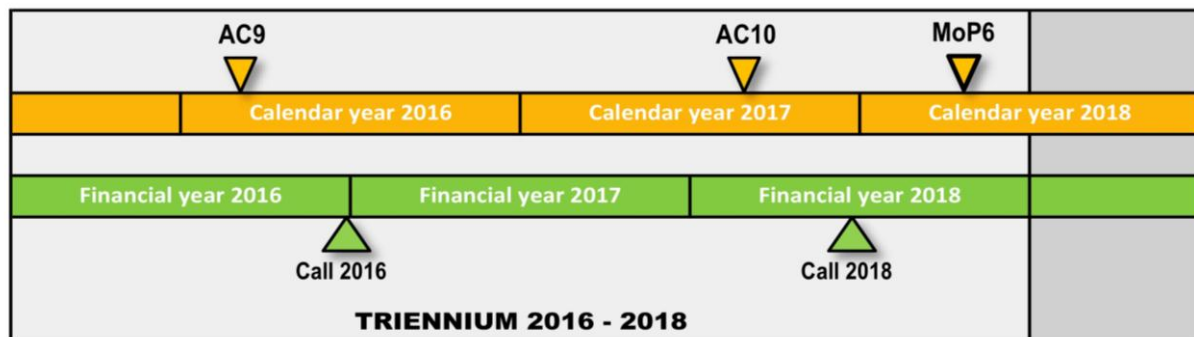 AC9 AC10 MoP6
Calendar year 2016 Calendar year 2017 Calendar year 2018
Financial year 2016 Financial year 2017 Financial year 2018
Call 2016 Call 2018
TRIENNIUM 2016 - 2018